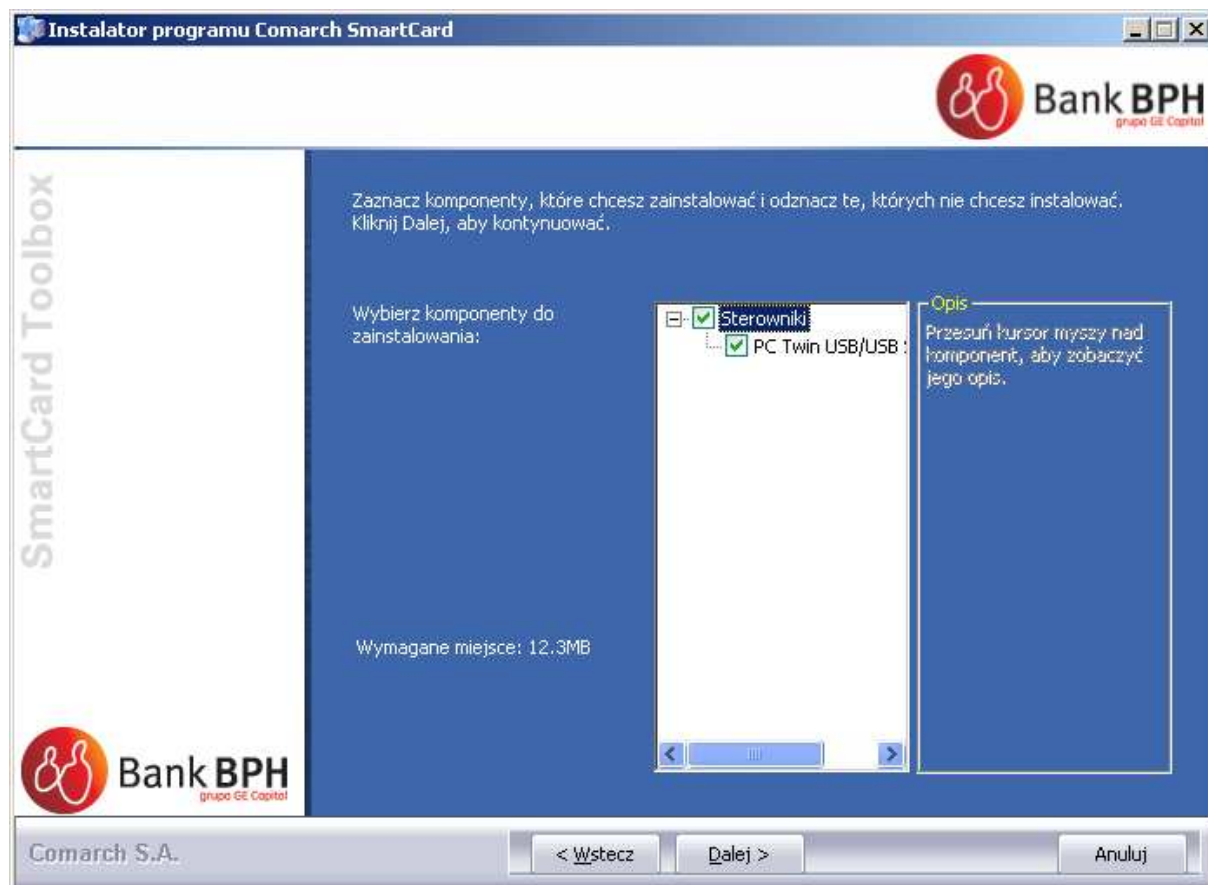 Instalator programu Comarch SmartCard
Bank BPH
grupa GE Capital
SmartCard Toolbox
Zaznacz komponenty, które chcesz zainstalować i odznacz te, których nie chcesz instalować.
Kliknij Dalej, aby kontynuować.
Wybierz komponenty do
zainstalowania:
Sterowniki
PC Twin USB/USB
Opis
Przesuń kursor myszy nad
komponent, aby zobaczyć
jego opis.
Wymagane miejsce: 12.3MB
Bank BPH
grupa GE Capital
Comarch S.A.
< Wstecz
Dalej >
Anuluj